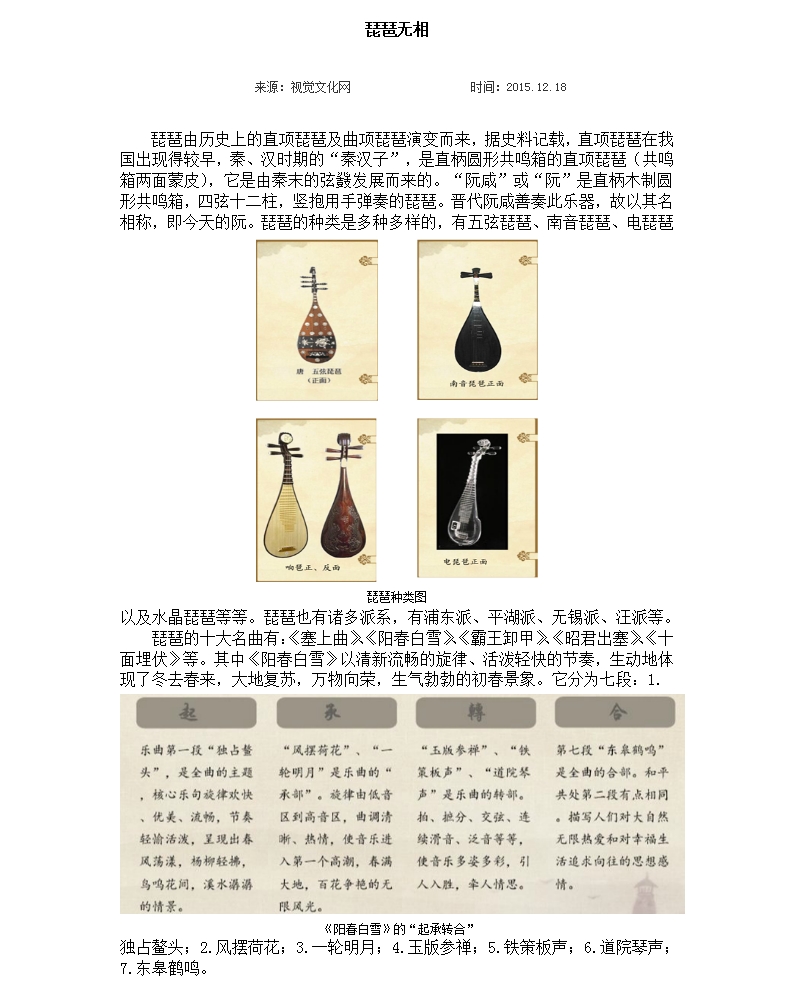 琵琶无相
来源：视觉文化网 时间：2015.12.18
琵琶由历史上的直项琵琶及曲项琵琶演变而来，据史料记载，直项琵琶在我
国出现得较早，秦、汉时期的“秦汉子”，是直柄圆形共鸣箱的直项琵琶（共鸣
箱两面蒙皮），它是由秦末的弦鼗发展而来的。“阮咸”或“阮”是直柄木制圆
形共鸣箱，四弦十二柱，竖抱用手弹奏的琵琶。晋代阮咸善奏此乐器，故以其名
相称，即今天的阮。琵琶的种类是多种多样的，有五弦琵琶、南音琵琶、电琵琶
唐 五弦琵琶
（正面）
南音琵琶正面
响琶正、反面
电琵琶正面
琵琶种类图
以及水晶琵琶等等。琵琶也有诸多派系，有浦东派、平湖派、无锡派、汪派等。
琵琶的十大名曲有：《塞上曲》、《阳春白雪》、《霸王卸甲》、《昭君出塞》、《十
面埋伏》等。其中《阳春白雪》以清新流畅的旋律、活泼轻快的节奏，生动地体
现了冬去春来，大地复苏，万物向荣，生气勃勃的初春景象。它分为七段：1.
起
乐曲第一段“独占鳌
头”，是全曲的主题
，核心乐句旋律欢快
、优美、流畅，节奏
轻渝活泼，呈现出春
风荡漾，杨柳轻拂，
鸟鸣花间，溪水潺潺
的情景。
承
“风摆荷花”、“一
轮明月”是乐曲的“
承部”。旋律由低音
区到高音区，曲调清
晰、热情，使音乐进
入第一个高潮，春满
大地，百花争艳的无
限风光。
轉
“玉版参禅”、“铁
策板声”、“道院琴
声”是乐曲的转部。
拍、摭分、交弦、连
续滑音、泛音等等，
使音乐多姿多彩，引
人入胜，牵人情思。
合
第七段“东皋鹤鸣”
是全曲的合部。和平
共处第二段有点相同
。描写人们对大自然
无限热爱和对幸福生
活追求向往的思想感
情。
《阳春白雪》的“起承转合”
独占鳌头；2.风摆荷花；3.一轮明月；4.玉版参禅；5.铁策板声；6.道院琴声；
7.东皋鹤鸣。